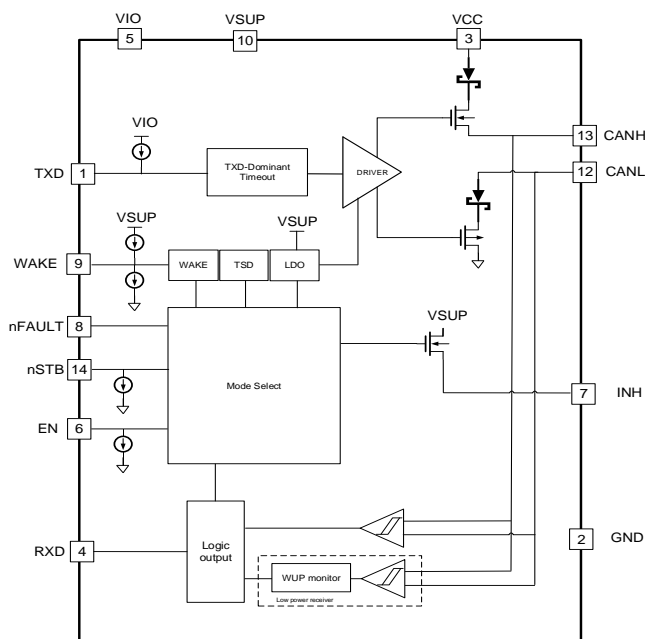 VIO
VSUP
VCC
5
10
3
VIO
CANH
13
TXD
1
TXD-Dominant
Timeout
DRIVER
CANL
12
VSUP
VSUP
WAKE
9
WAKE
TSD
LDO
nFAULT
8
VSUP
nSTB
14
Mode Select
INH
7
EN
6
RXD
4
Logic
output
GND
2
WUP monitor
Low power receiver